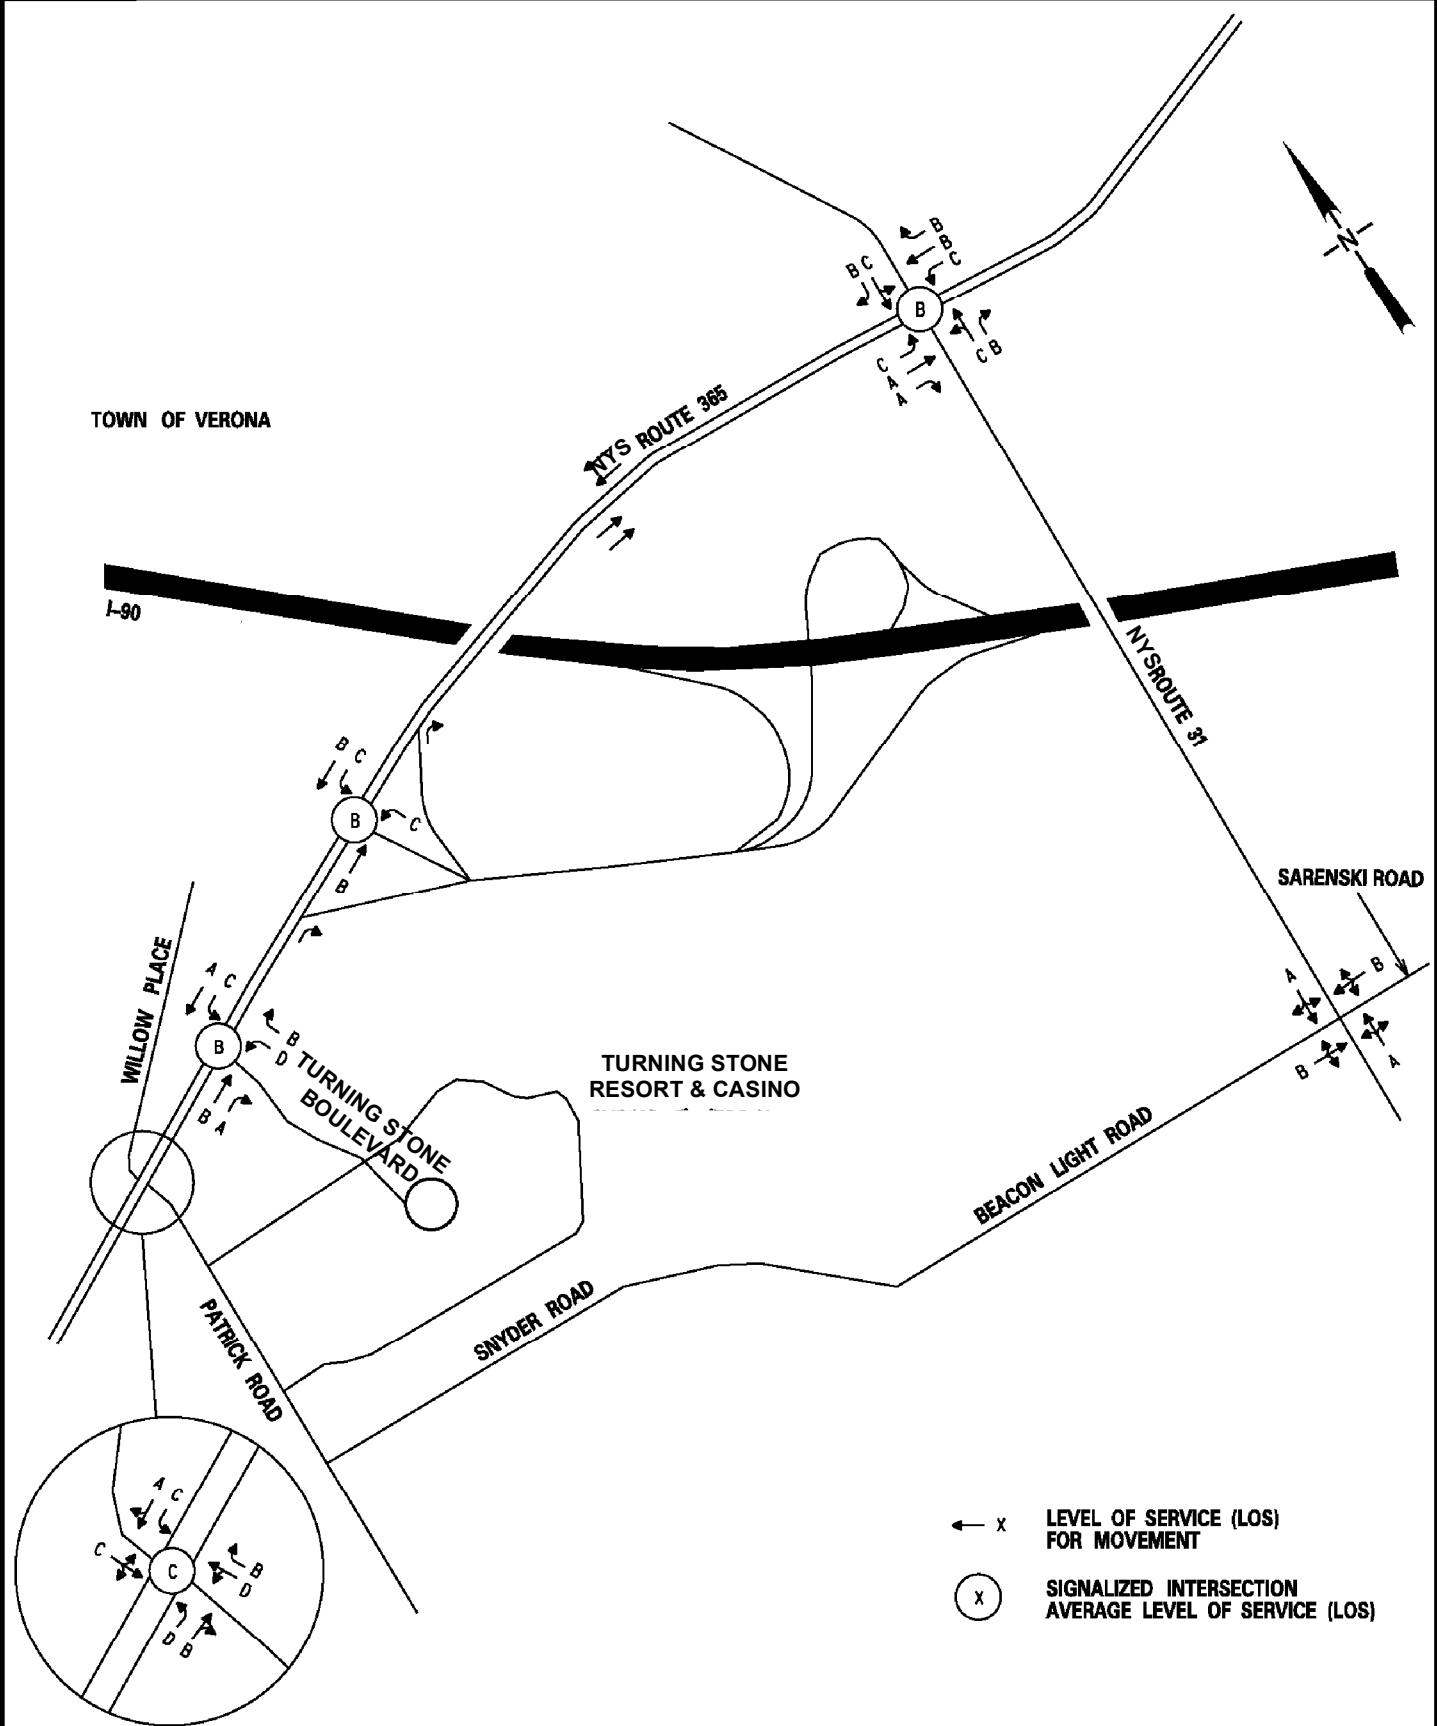 B
B
C
B C
B
C B
C
A
A
NYS ROUTE 365
TOWN OF VERONA
I-90
NYSROUTE 31
B C
B
C
B
SARENSKI ROAD
WILLOW PLACE
A C
B
B
D
B A
TURNING STONE
BOULEVARD
TURNING STONE
RESORT & CASINO
A
B
B
A
BEACON LIGHT ROAD
SNYDER ROAD
PATRICK ROAD
A C
C
C
B
D
D B
N
X LEVEL OF SERVICE (LOS)
FOR MOVEMENT
X SIGNALIZED INTERSECTION
AVERAGE LEVEL OF SERVICE (LOS)